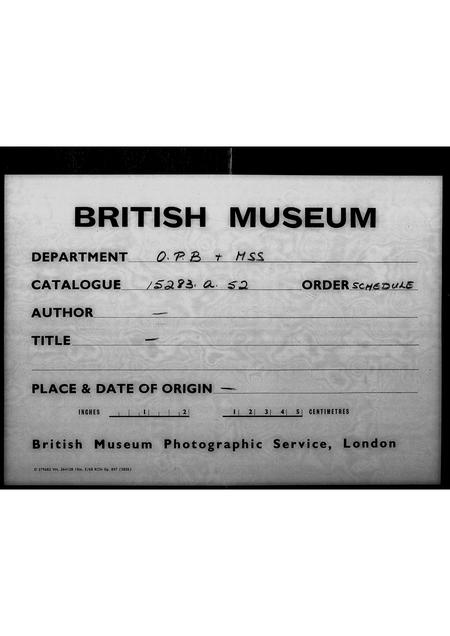 BRITISH MUSEUM
DEPARTMENT O.P.B + MSS
CATALOGUE 15283.a.52 ORDER SCHEDULE
AUTHOR —
TITLE —
PLACE & DATE OF ORIGIN —
INCHES 1 2 1 2 3 4 5 CENTIMETRES
British Museum Photographic Service, London